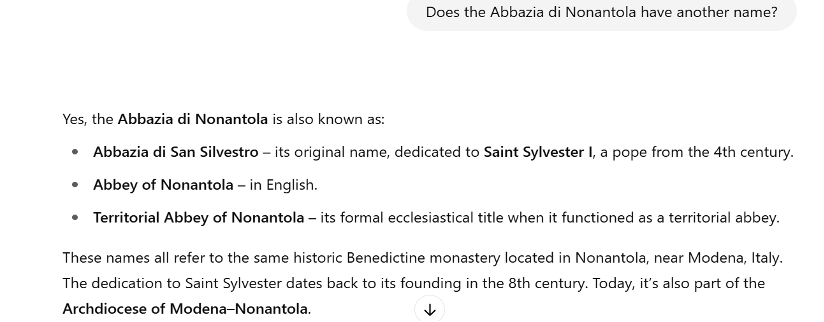 Does the Abbazia di Nonantola have another name?
Yes, the Abbazia di Nonantola is also known as:
• Abbazia di San Silvestro – its original name, dedicated to Saint Sylvester I, a pope from the 4th century.
• Abbey of Nonantola – in English.
• Territorial Abbey of Nonantola – its formal ecclesiastical title when it functioned as a territorial abbey.
These names all refer to the same historic Benedictine monastery located in Nonantola, near Modena, Italy.
The dedication to Saint Sylvester dates back to its founding in the 8th century. Today, it’s also part of the
Archdiocese of Modena–Nonantola.